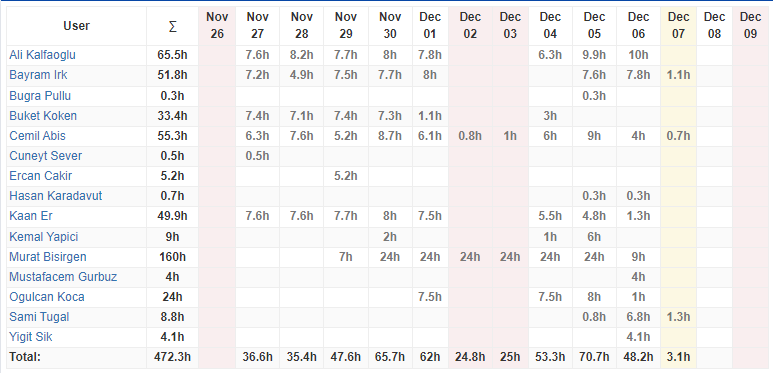 User ∑ Nov 26 Nov 27 Nov 28 Nov 29 Nov 30 Dec 01 Dec 02 Dec 03 Dec 04 Dec 05 Dec 06 Dec 07 Dec 08 Dec 09
Ali Kalfaoglu 65.5h 7.6h 8.2h 7.7h 8h 7.8h 6.3h 9.9h 10h
Bayram Irk 51.8h 7.2h 4.9h 7.5h 7.7h 8h 7.6h 7.8h 1.1h
Bugra Pullu 0.3h 0.3h
Buket Koken 33.4h 7.4h 7.1h 7.4h 7.3h 1.1h 3h
Cemil Abis 55.3h 6.3h 7.6h 5.2h 8.7h 6.1h 0.8h 1h 6h 9h 4h 0.7h
Cuneyt Sever 0.5h 0.5h
Ercan Cakir 5.2h 5.2h
Hasan Karadavut 0.7h 0.3h 0.3h
Kaan Er 49.9h 7.6h 7.6h 7.7h 8h 7.5h 5.5h 4.8h 1.3h
Kemal Yapici 9h 2h 1h 6h
Murat Bisirgen 160h 7h 24h 24h 24h 24h 24h 24h 9h
Mustafacem Gurbuz 4h 4h
Ogulcan Koca 24h 7.5h 7.5h 8h 1h
Sami Tugal 8.8h 0.8h 6.8h 1.3h
Yigit Sik 4.1h 4.1h
Total: 472.3h 36.6h 35.4h 47.6h 65.7h 62h 24.8h 25h 53.3h 70.7h 48.2h 3.1h